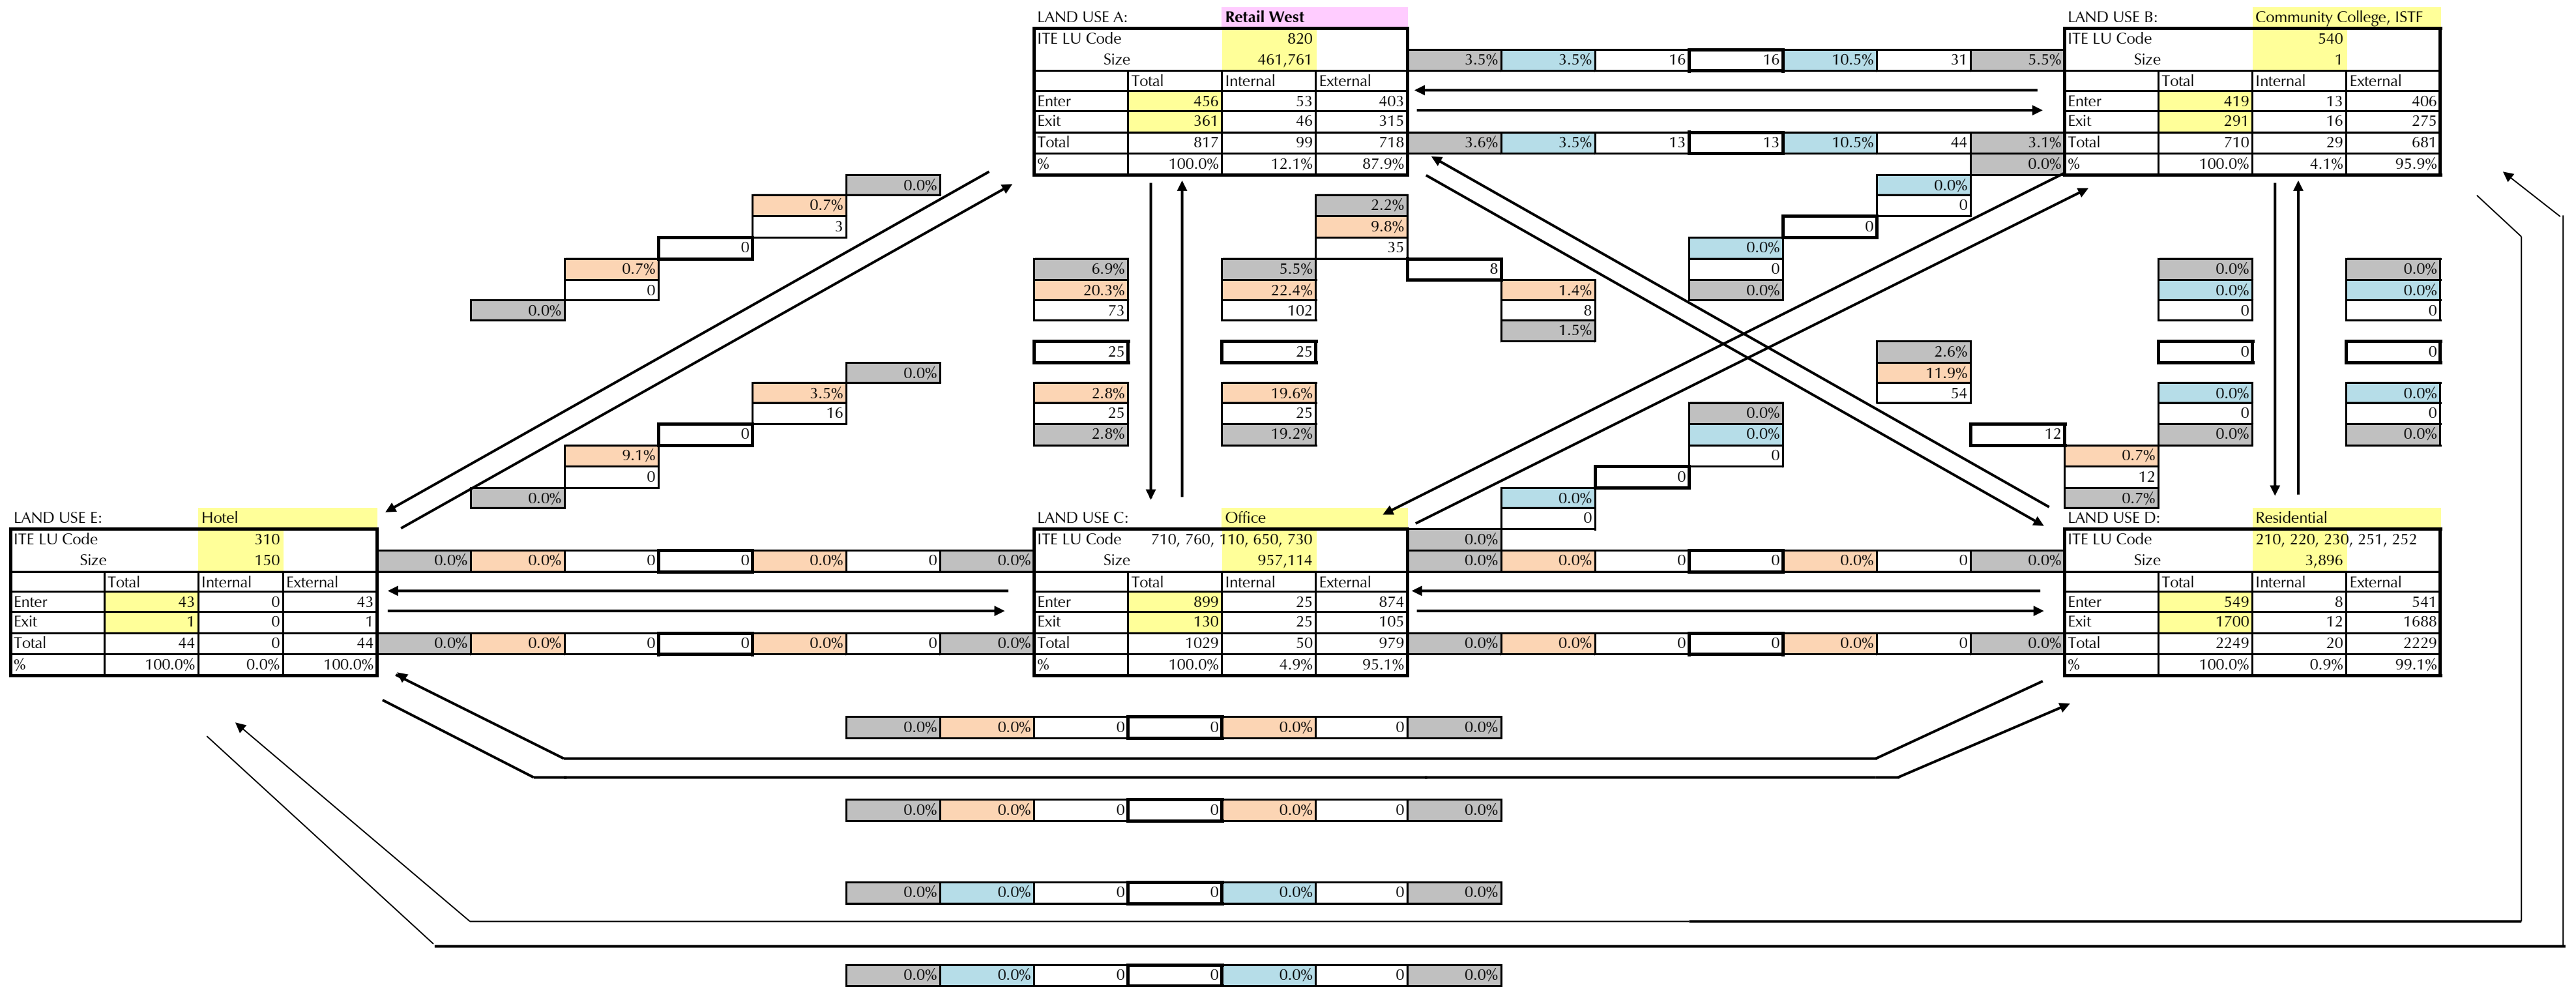 LAND USE A: Retail West LAND USE B: Community College, ISTF
ITE LU Code 820 ITE LU Code 540
Size 461,761 3.5% 3.5% 16 16 10.5% 31 5.5% Size 1
Total Internal External Total Internal External
Enter 456 53 403 Enter 419 13 406
Exit 361 46 315 Exit 291 16 275
Total 817 99 718 3.6% 3.5% 13 13 10.5% 44 3.1% Total 710 29 681
% 100.0% 12.1% 87.9% 0.0% % 100.0% 4.1% 95.9%
0.0% 0.0%
0.7% 2.2% 0
3 9.8% 0
0 35 0.0%
0.7% 6.9% 5.5% 8 0 0.0% 0.0%
0 20.3% 22.4% 1.4% 0.0% 0.0% 0.0%
0.0% 73 102 8 0 0
1.5%
25 25 2.6% 0 0
0.0% 11.9%
3.5% 2.8% 19.6% 54 0.0% 0.0%
16 25 25 0.0% 0 0
0 2.8% 19.2% 0.0% 12 0.0% 0.0%
9.1% 0 0.7%
0 0 12
0.0% 0.0% 0.7%
LAND USE E: Hotel LAND USE C: Office 0 LAND USE D: Residential
ITE LU Code 310 ITE LU Code 710, 760, 110, 650, 730 0.0% ITE LU Code 210, 220, 230, 251, 252
Size 150 0.0% 0.0% 0 0 0.0% 0 0.0% Size 957,114 0.0% 0.0% 0 0 0.0% 0 0.0% Size 3,896
Total Internal External Total Internal External Total Internal External
Enter 43 0 43 Enter 899 25 874 Enter 549 8 541
Exit 1 0 1 Exit 130 25 105 Exit 1700 12 1688
Total 44 0 44 0.0% 0.0% 0 0 0.0% 0 0.0% Total 1029 50 979 0.0% 0.0% 0 0 0.0% 0 0.0% Total 2249 20 2229
% 100.0% 0.0% 100.0% % 100.0% 4.9% 95.1% % 100.0% 0.9% 99.1%
0.0% 0.0% 0 0 0.0% 0 0.0%
0.0% 0.0% 0 0 0.0% 0 0.0%
0.0% 0.0% 0 0 0.0% 0 0.0%
0.0% 0.0% 0 0 0.0% 0 0.0%